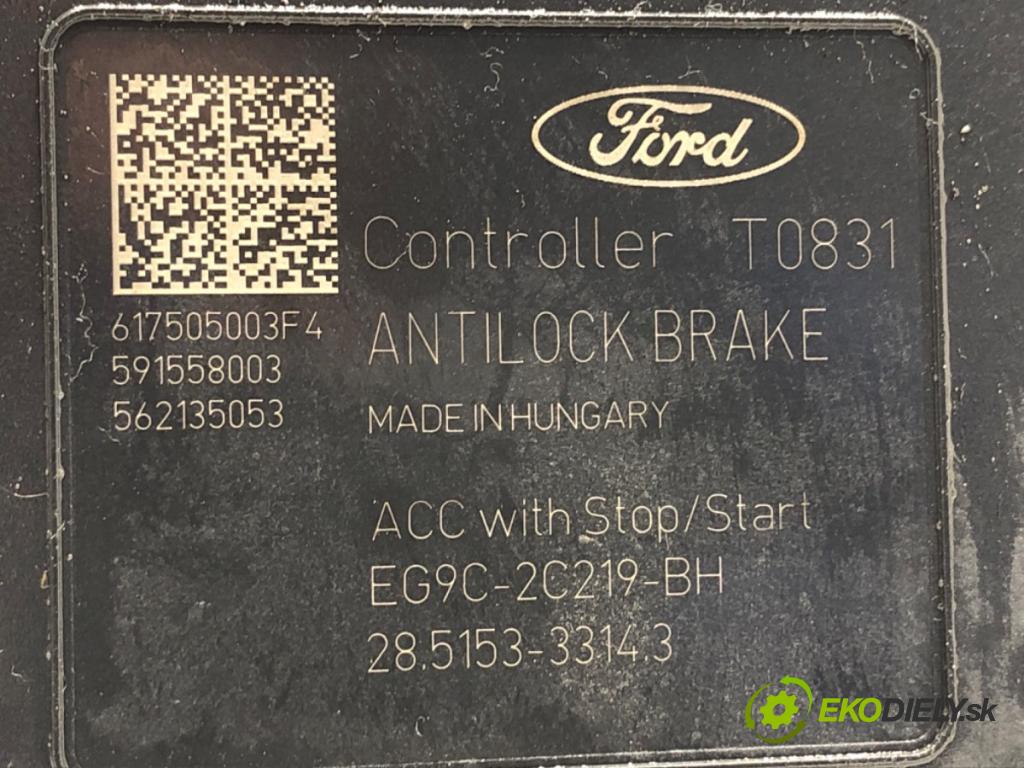 Ford
Controller T0831
617505003F4
591558003
562135053
ANTILOCK BRAKE
MADE IN HUNGARY
ACC with Stop/Start
EG9C-2C219-BH
28.5153-3314.3
EKODIELY.sk